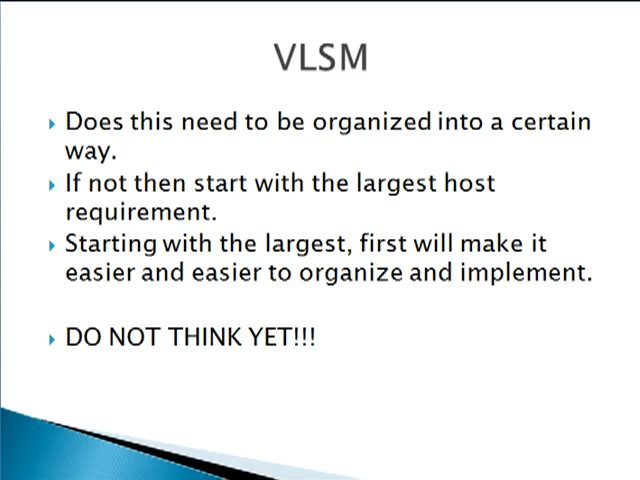 VLSM
Does this need to be organized into a certain
way.
If not then start with the largest host
requirement.
Starting with the largest, first will make it
easier and easier to organize and implement.
DO NOT THINK YET!!!